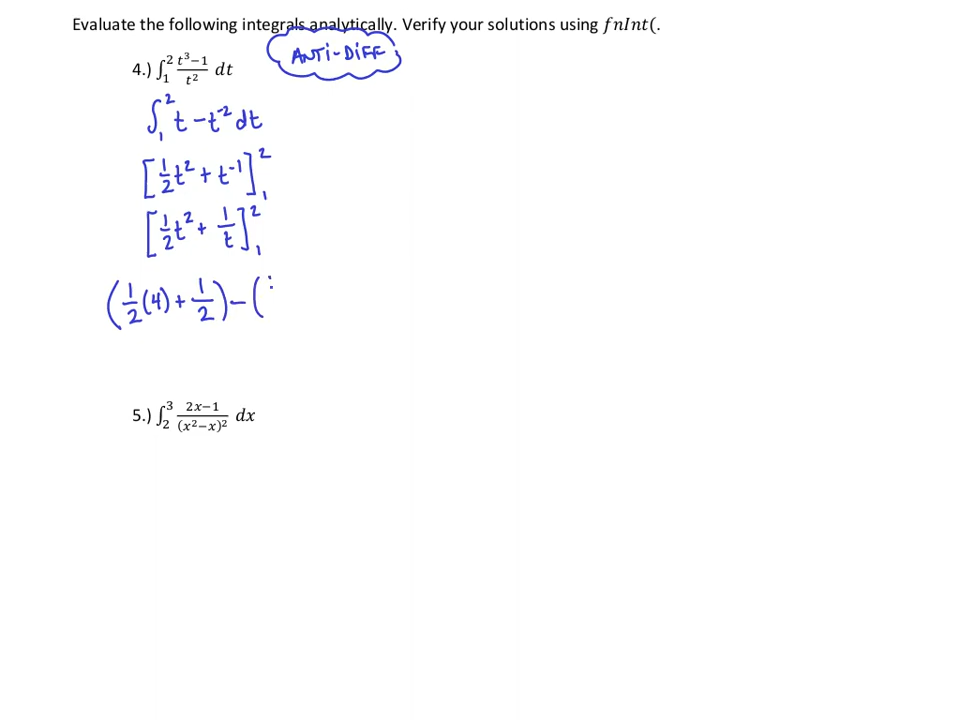 Evaluate the following integrals analytically. Verify your solutions using fnInt(.
ANTI-DIFF
4.) ∫₁² (t³−1)/t² dt
∫₁² t − t⁻² dt
[½t² + t⁻¹]₁²
[½t² + 1/t]₁²
(½(4) + ½) − (
5.) ∫₂³ (2x−1)/(x²−x)² dx